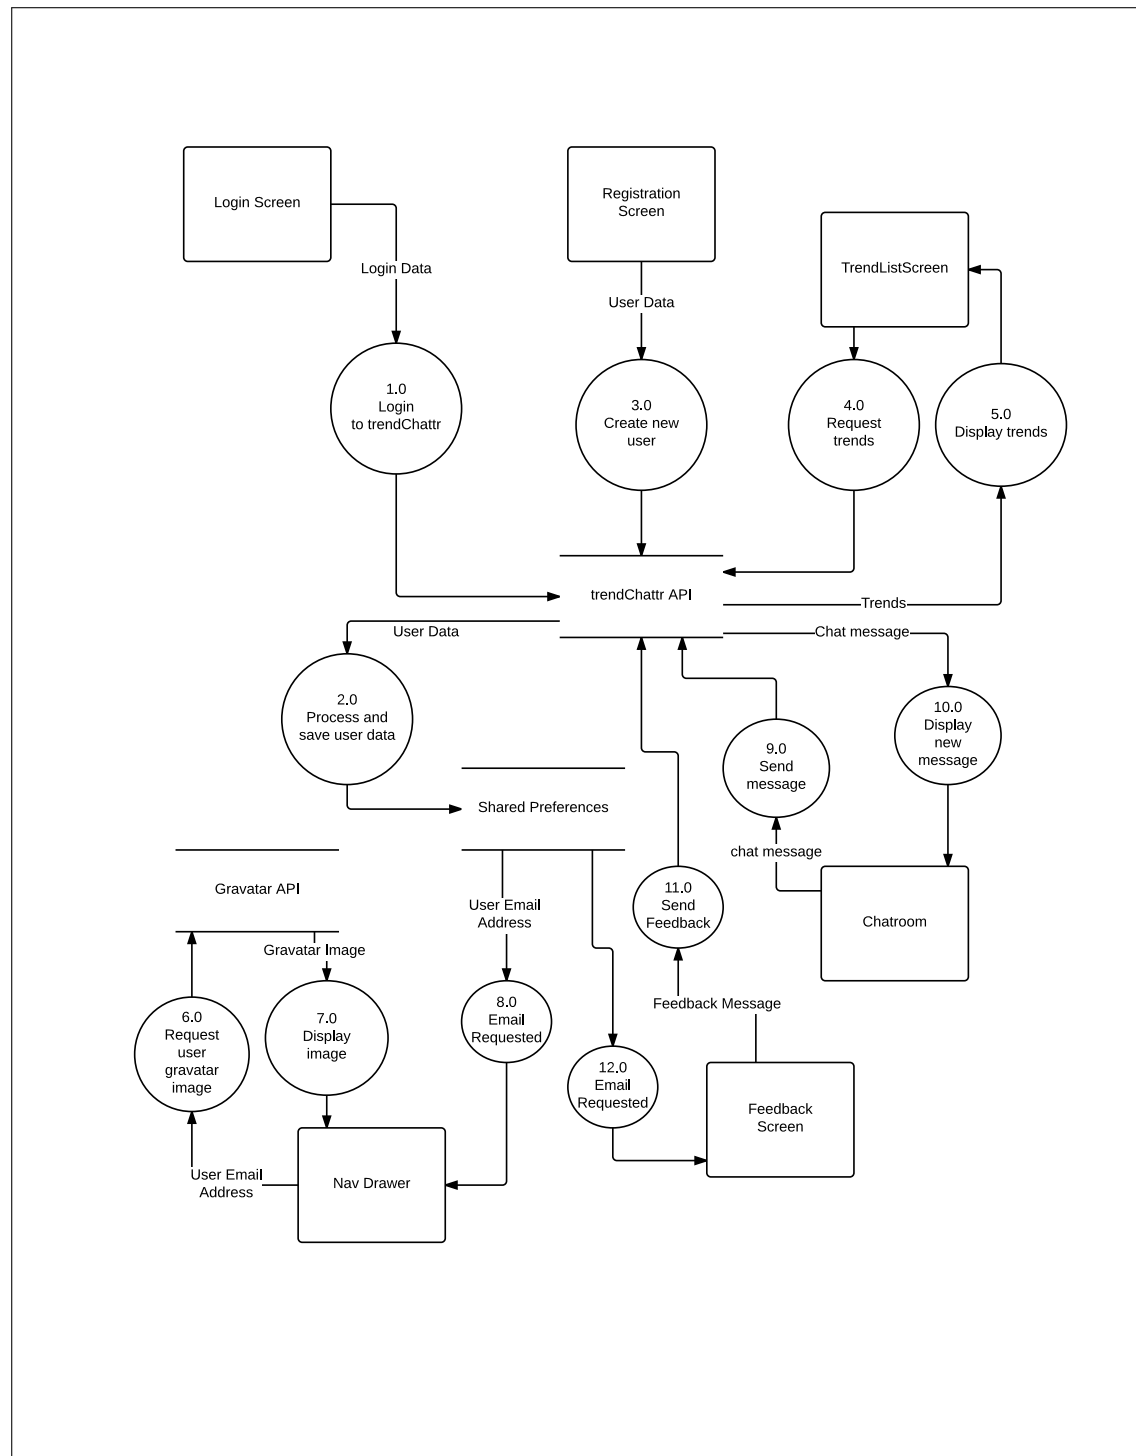 Login Screen
Registration
Screen
TrendListScreen
Login Data
User Data
1.0
Login
to trendChattr
3.0
Create new
user
4.0
Request
trends
5.0
Display trends
trendChattr API
Trends
User Data
Chat message
2.0
Process and
save user data
10.0
Display
new
message
9.0
Send
message
Shared Preferences
chat message
Gravatar API
User Email
Address
11.0
Send
Feedback
Chatroom
Gravatar Image
6.0
Request
user
gravatar
image
7.0
Display
image
8.0
Email
Requested
Feedback Message
12.0
Email
Requested
Feedback
Screen
User Email
Address
Nav Drawer